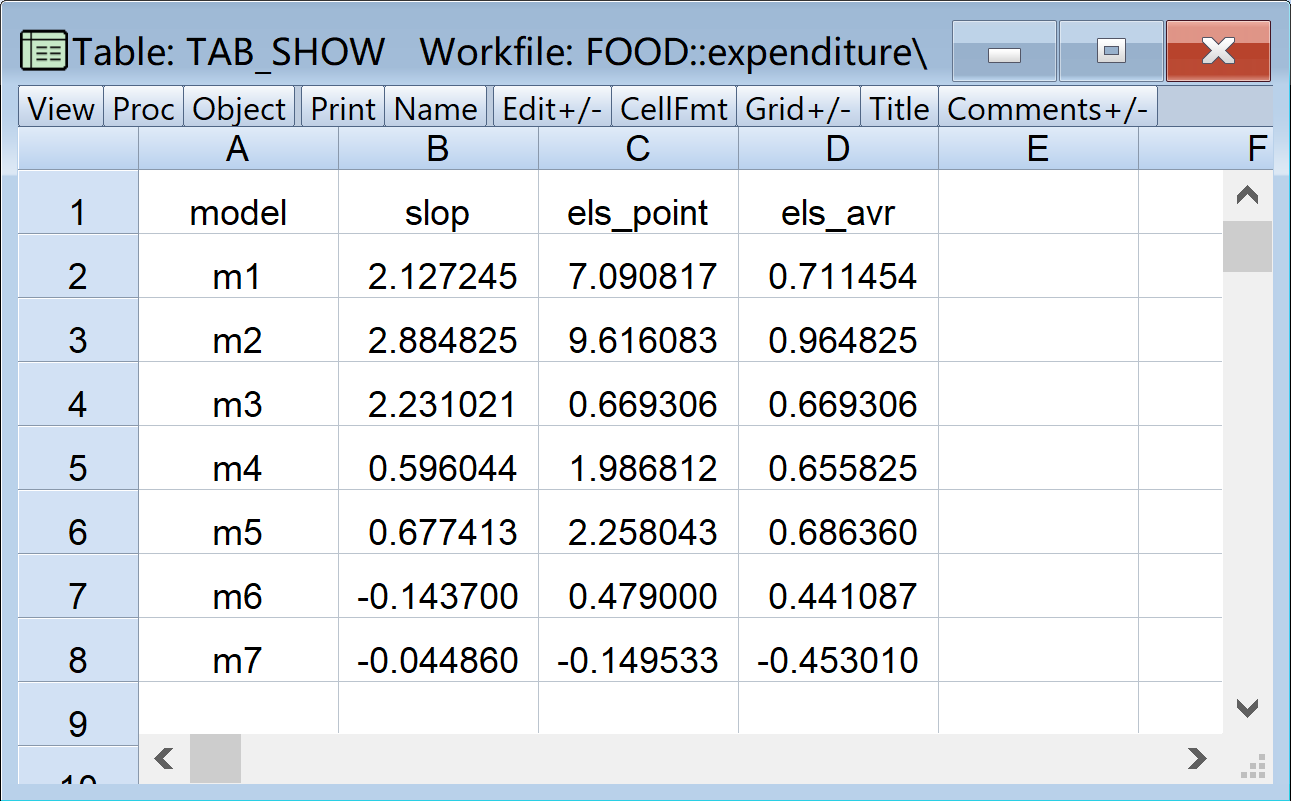 Table: TAB_SHOW Workfile: FOOD::expenditure\
View Proc Object Print Name Edit+/- CellFmt Grid+/- Title Comments+/-
A B C D E F
1 model slop els_point els_avr
2 m1 2.127245 7.090817 0.711454
3 m2 2.884825 9.616083 0.964825
4 m3 2.231021 0.669306 0.669306
5 m4 0.596044 1.986812 0.655825
6 m5 0.677413 2.258043 0.686360
7 m6 -0.143700 0.479000 0.441087
8 m7 -0.044860 -0.149533 -0.453010
9
10